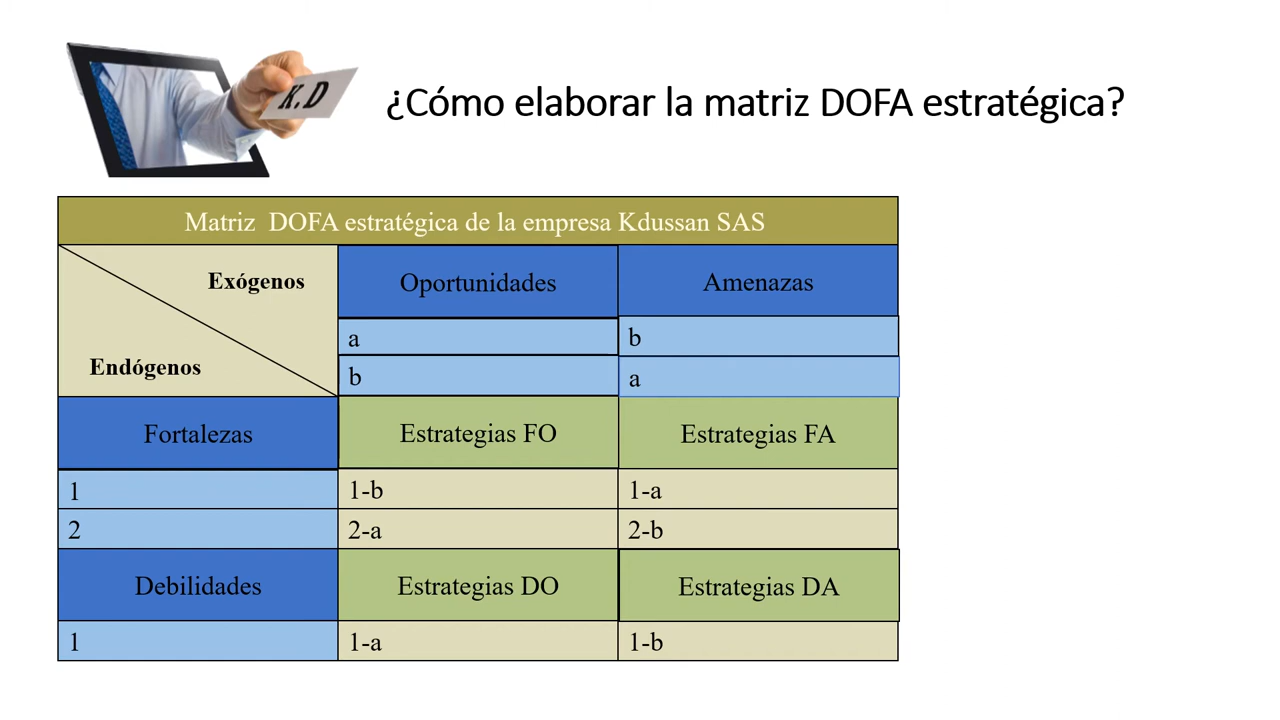 K.D
¿Cómo elaborar la matriz DOFA estratégica?
Matriz DOFA estratégica de la empresa Kdussan SAS
Exógenos
Endógenos
Oportunidades
Amenazas
a
b
b
a
Fortalezas
Estrategias FO
Estrategias FA
1
1-b
1-a
2
2-a
2-b
Debilidades
Estrategias DO
Estrategias DA
1
1-a
1-b